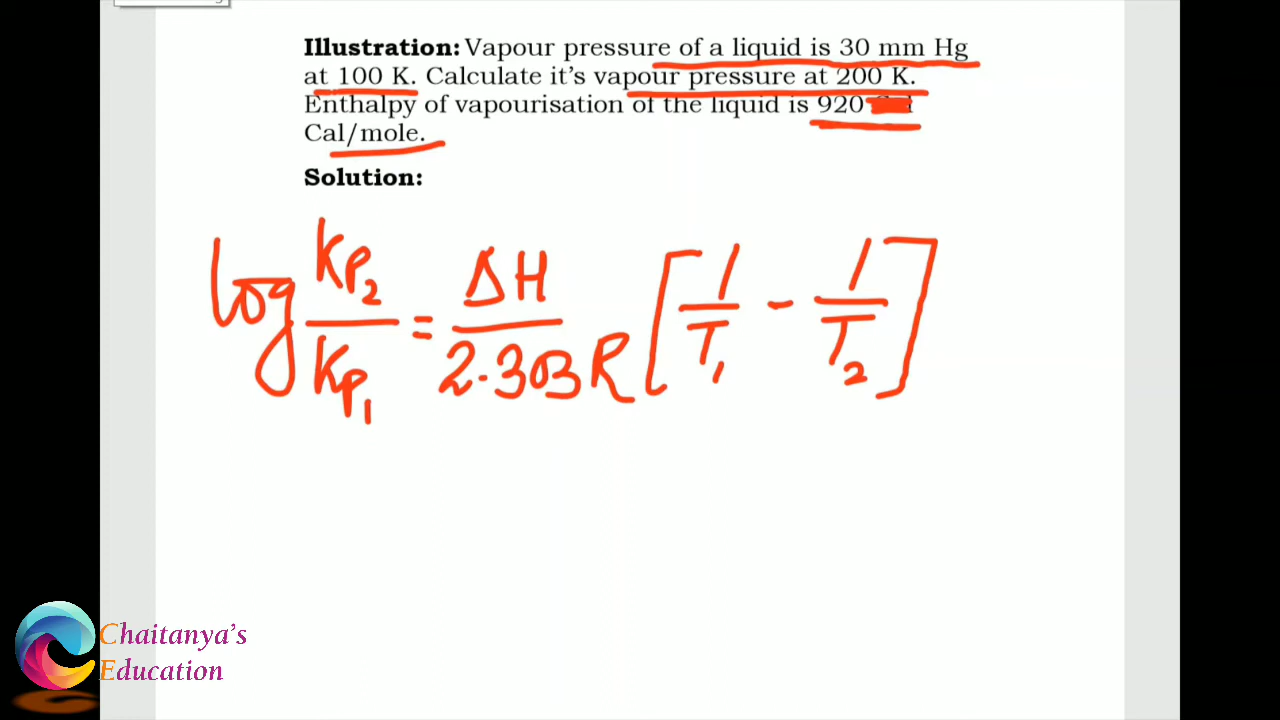 Illustration: Vapour pressure of a liquid is 30 mm Hg
at 100 K. Calculate it's vapour pressure at 200 K.
Enthalpy of vapourisation of the liquid is 920
Cal/mole.
Solution:
log Kp2/Kp1 = ΔH/2.303R [1/T1 - 1/T2]
Chaitanya's
Education